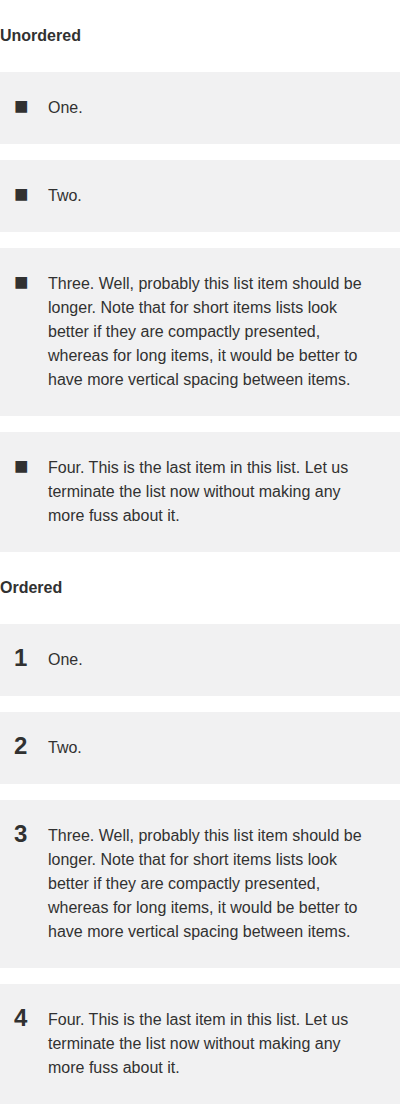 Unordered
■ One.
■ Two.
■ Three. Well, probably this list item should be
longer. Note that for short items lists look
better if they are compactly presented,
whereas for long items, it would be better to
have more vertical spacing between items.
■ Four. This is the last item in this list. Let us
terminate the list now without making any
more fuss about it.
Ordered
1 One.
2 Two.
3 Three. Well, probably this list item should be
longer. Note that for short items lists look
better if they are compactly presented,
whereas for long items, it would be better to
have more vertical spacing between items.
4 Four. This is the last item in this list. Let us
terminate the list now without making any
more fuss about it.